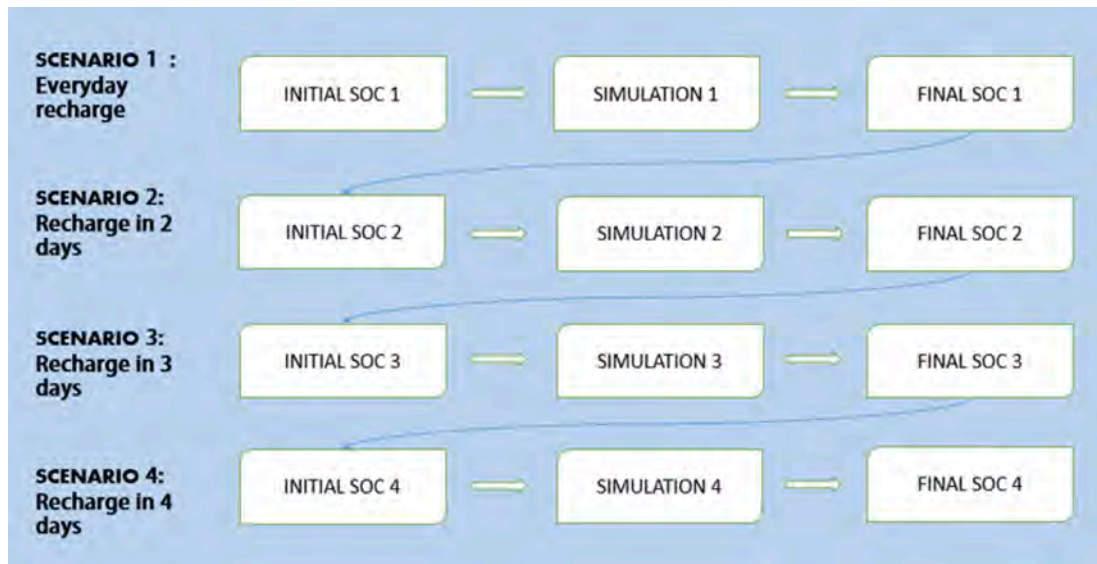 SCENARIO 1 :
Everyday
recharge
INITIAL SOC 1
SIMULATION 1
FINAL SOC 1
SCENARIO 2:
Recharge in 2
days
INITIAL SOC 2
SIMULATION 2
FINAL SOC 2
SCENARIO 3:
Recharge in 3
days
INITIAL SOC 3
SIMULATION 3
FINAL SOC 3
SCENARIO 4:
Recharge in 4
days
INITIAL SOC 4
SIMULATION 4
FINAL SOC 4